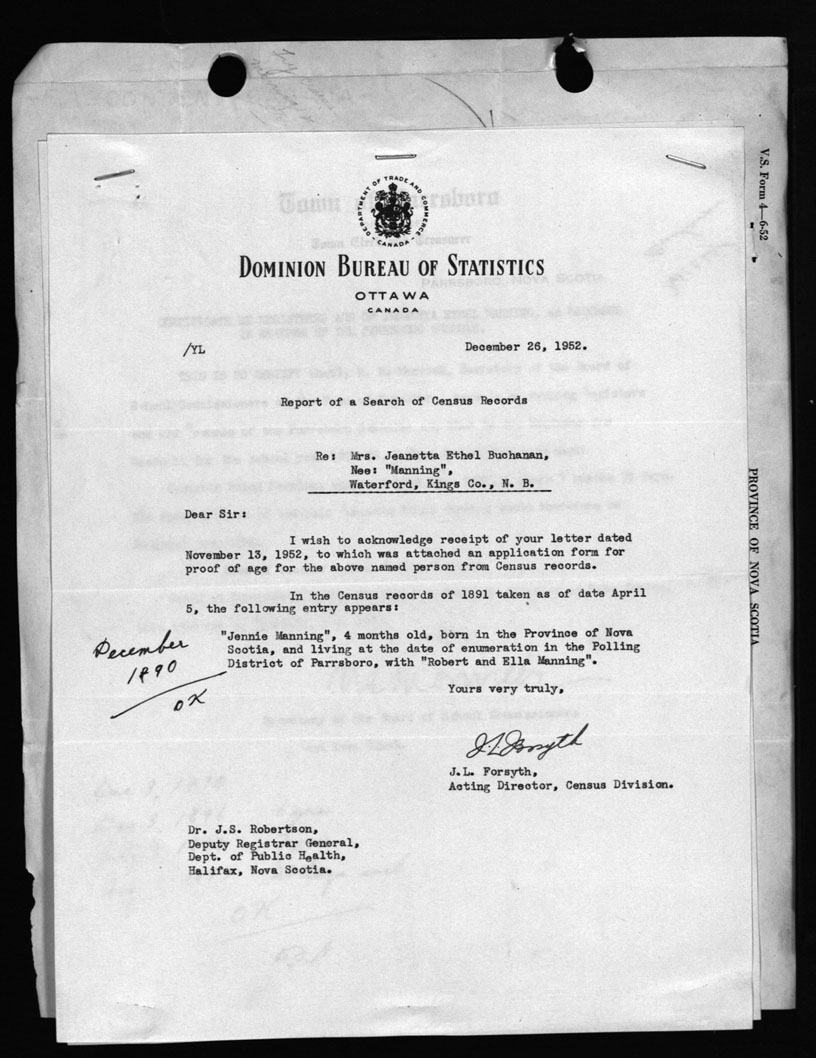 DEPARTMENT OF TRADE AND COMMERCE
CANADA
DOMINION BUREAU OF STATISTICS
OTTAWA
CANADA
/YL
December 26, 1952.
Report of a Search of Census Records
Re: Mrs. Jeanetta Ethel Buchanan,
Nee: "Manning",
Waterford, Kings Co., N. B.
Dear Sir:
I wish to acknowledge receipt of your letter dated
November 13, 1952, to which was attached an application form for
proof of age for the above named person from Census records.
In the Census records of 1891 taken as of date April
5, the following entry appears:
"Jennie Manning", 4 months old, born in the Province of Nova
Scotia, and living at the date of enumeration in the Polling
District of Parrsboro, with "Robert and Ella Manning".
December
1890
OK
Yours very truly,
J.L. Forsyth
J.L. Forsyth,
Acting Director, Census Division.
Dr. J.S. Robertson,
Deputy Registrar General,
Dept. of Public Health,
Halifax, Nova Scotia.
V.S. Form 4—6-52
PROVINCE OF NOVA SCOTIA